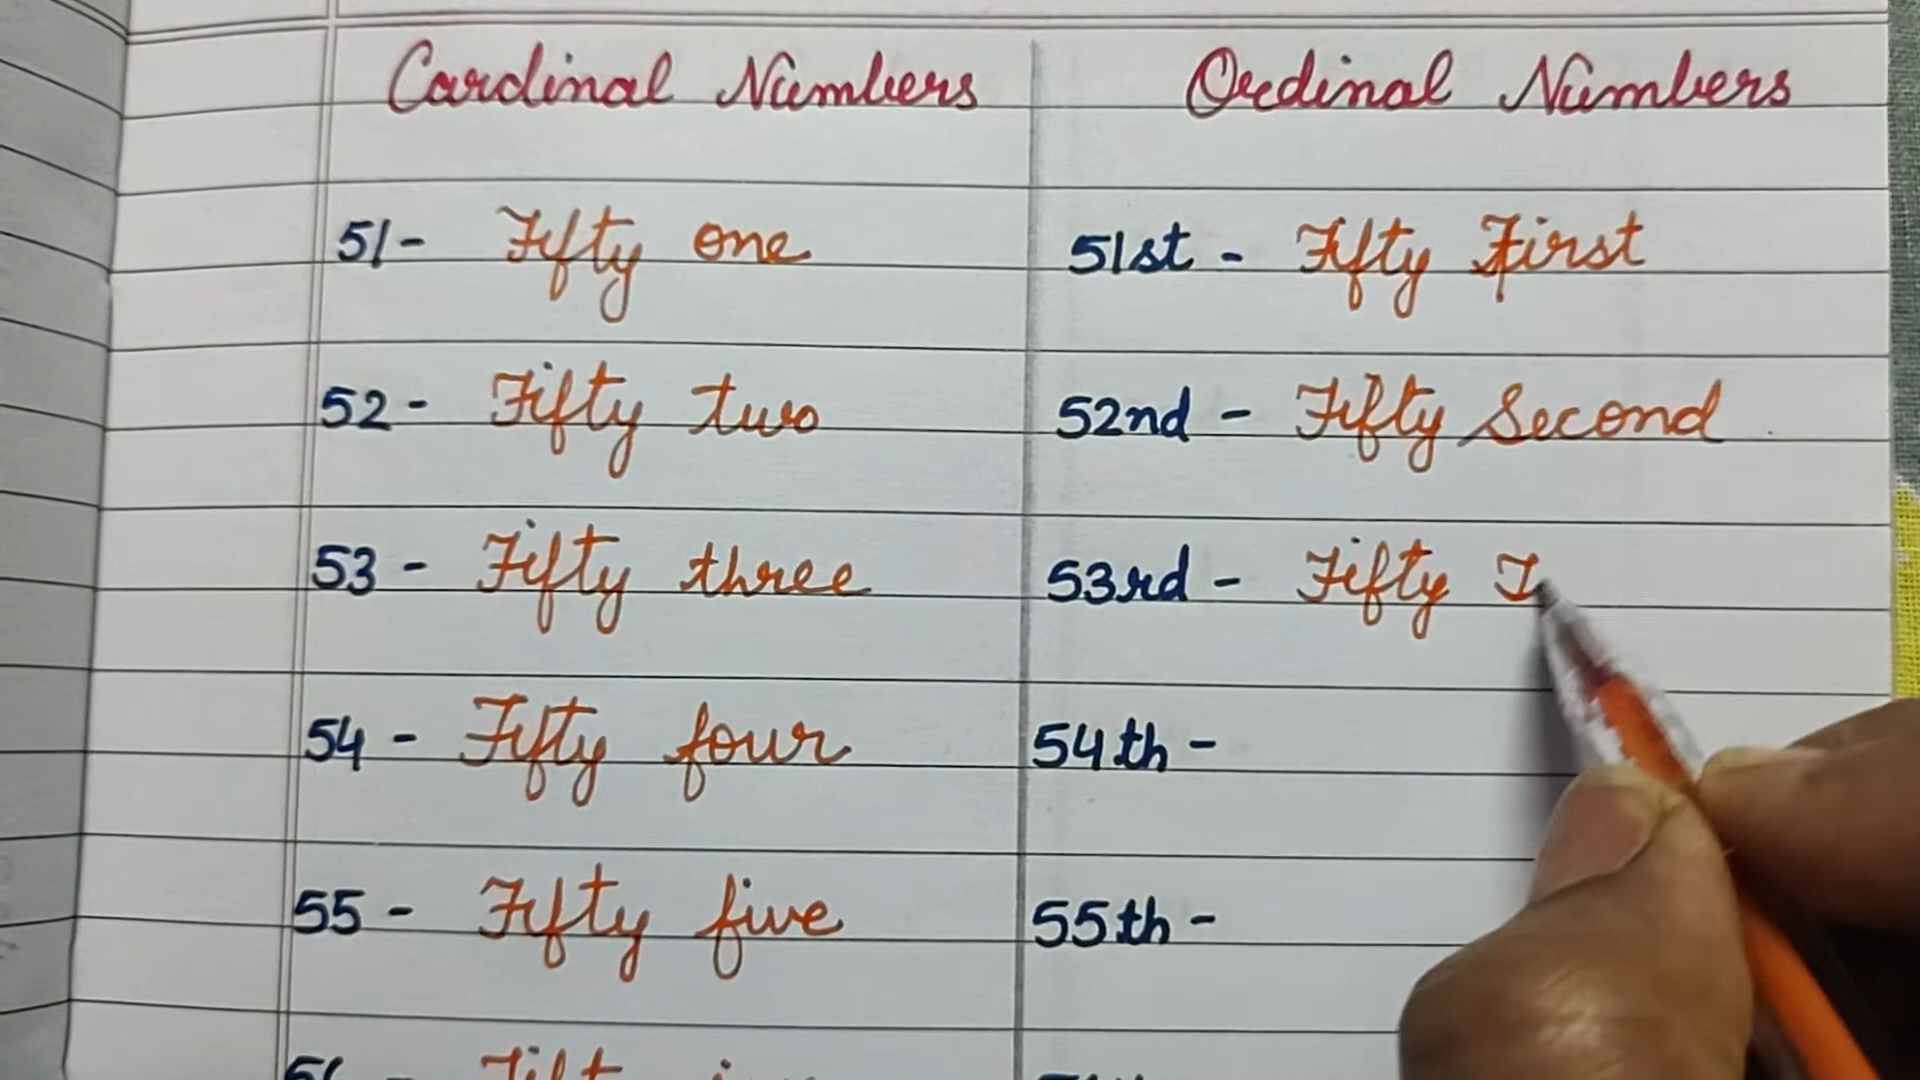 Cardinal Numbers Ordinal Numbers
51 - Fifty one 51st - Fifty First
52 - Fifty two 52nd - Fifty Second
53 - Fifty three 53rd - Fifty T
54 - Fifty four 54th -
55 - Fifty five 55th -